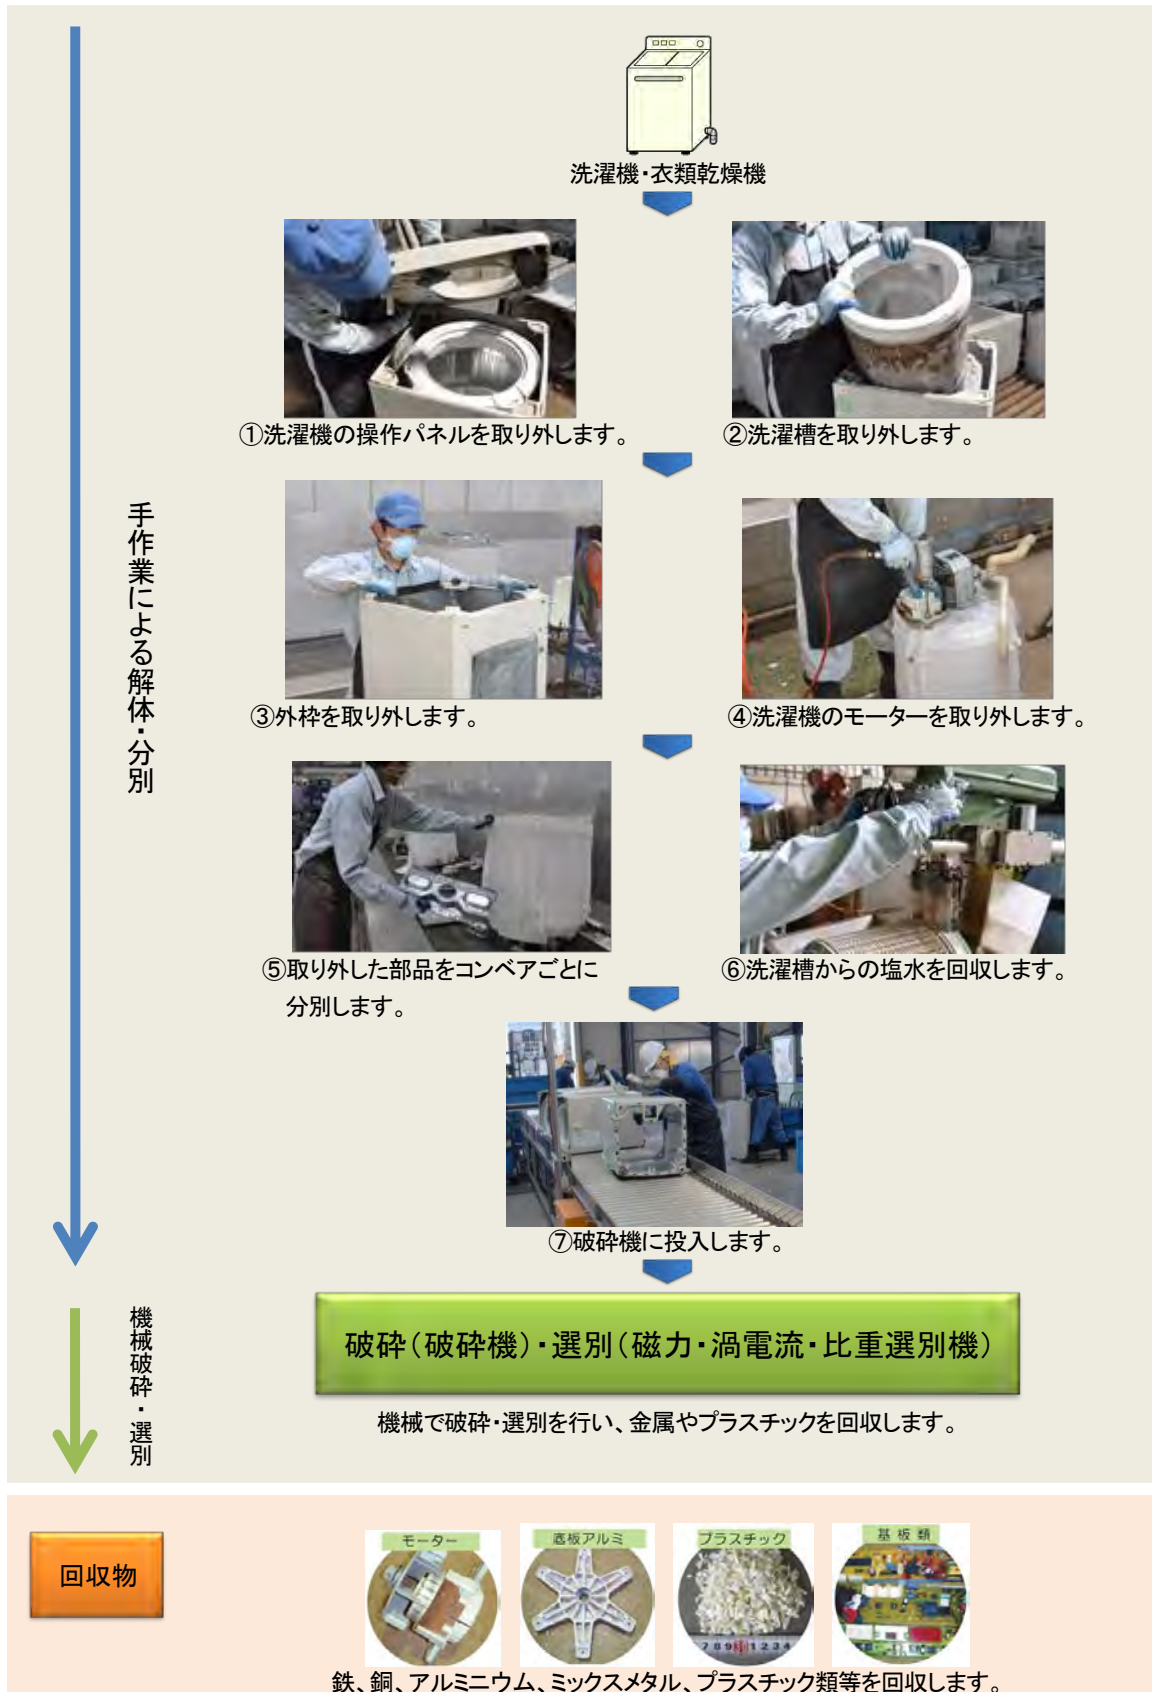 洗濯機・衣類乾燥機
①洗濯機の操作パネルを取り外します。
②洗濯槽を取り外します。
③外枠を取り外します。
④洗濯機のモーターを取り外します。
手作業による解体・分別
⑤取り外した部品をコンベアごとに
分別します。
⑥洗濯槽からの塩水を回収します。
⑦破砕機に投入します。
機械破砕・選別
破砕（破砕機）・選別（磁力・渦電流・比重選別機）
機械で破砕・選別を行い、金属やプラスチックを回収します。
回収物
モーター
底板アルミ
プラスチック
基板類
7 8 9 1 2 3 4
鉄、銅、アルミニウム、ミックスメタル、プラスチック類等を回収します。